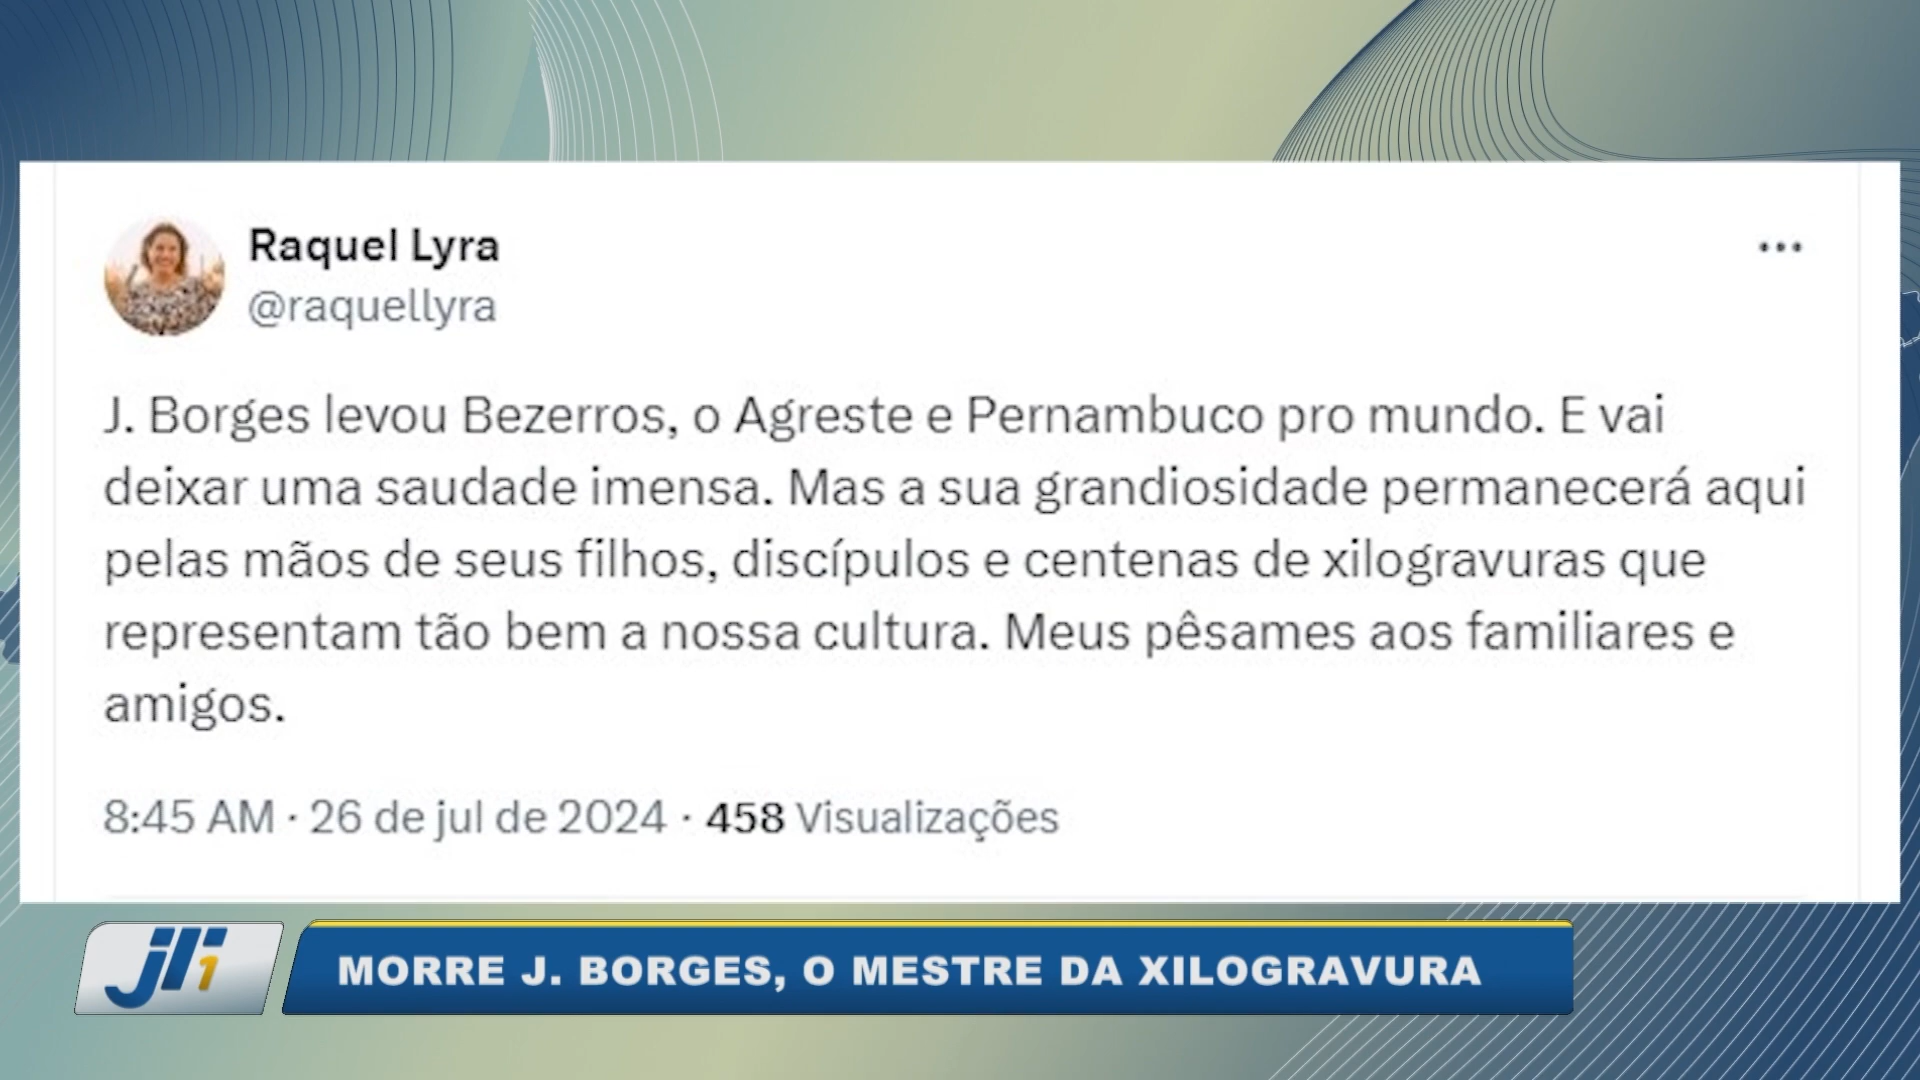 Raquel Lyra
@raquellyra
J. Borges levou Bezerros, o Agreste e Pernambuco pro mundo. E vai
deixar uma saudade imensa. Mas a sua grandiosidade permanecerá aqui
pelas mãos de seus filhos, discípulos e centenas de xilogravuras que
representam tão bem a nossa cultura. Meus pêsames aos familiares e
amigos.
8:45 AM · 26 de jul de 2024 · 458 Visualizações
MORRE J. BORGES, O MESTRE DA XILOGRAVURA